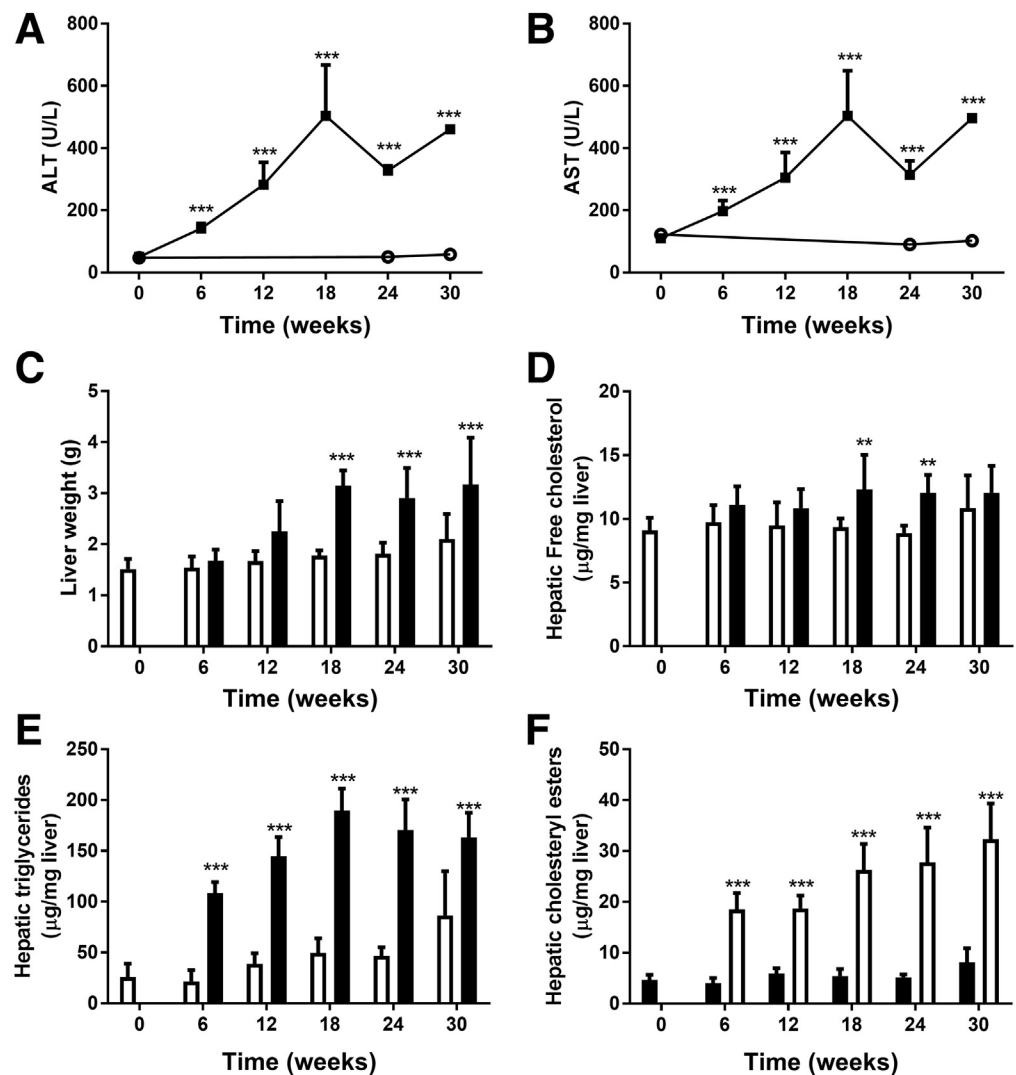 A
800
600
400
200
0
ALT (U/L)
***
***
***
***
***
0 6 12 18 24 30
Time (weeks)
B
800
600
400
200
0
AST (U/L)
***
***
***
***
***
0 6 12 18 24 30
Time (weeks)
C
5
4
3
2
1
0
Liver weight (g)
***
***
***
0 6 12 18 24 30
Time (weeks)
D
20
15
10
5
0
Hepatic Free cholesterol
(μg/mg liver)
**
**
0 6 12 18 24 30
Time (weeks)
E
250
200
150
100
50
0
Hepatic triglycerides
(μg/mg liver)
***
***
***
***
***
0 6 12 18 24 30
Time (weeks)
F
50
40
30
20
10
0
Hepatic cholesteryl esters
(μg/mg liver)
***
***
***
***
***
0 6 12 18 24 30
Time (weeks)